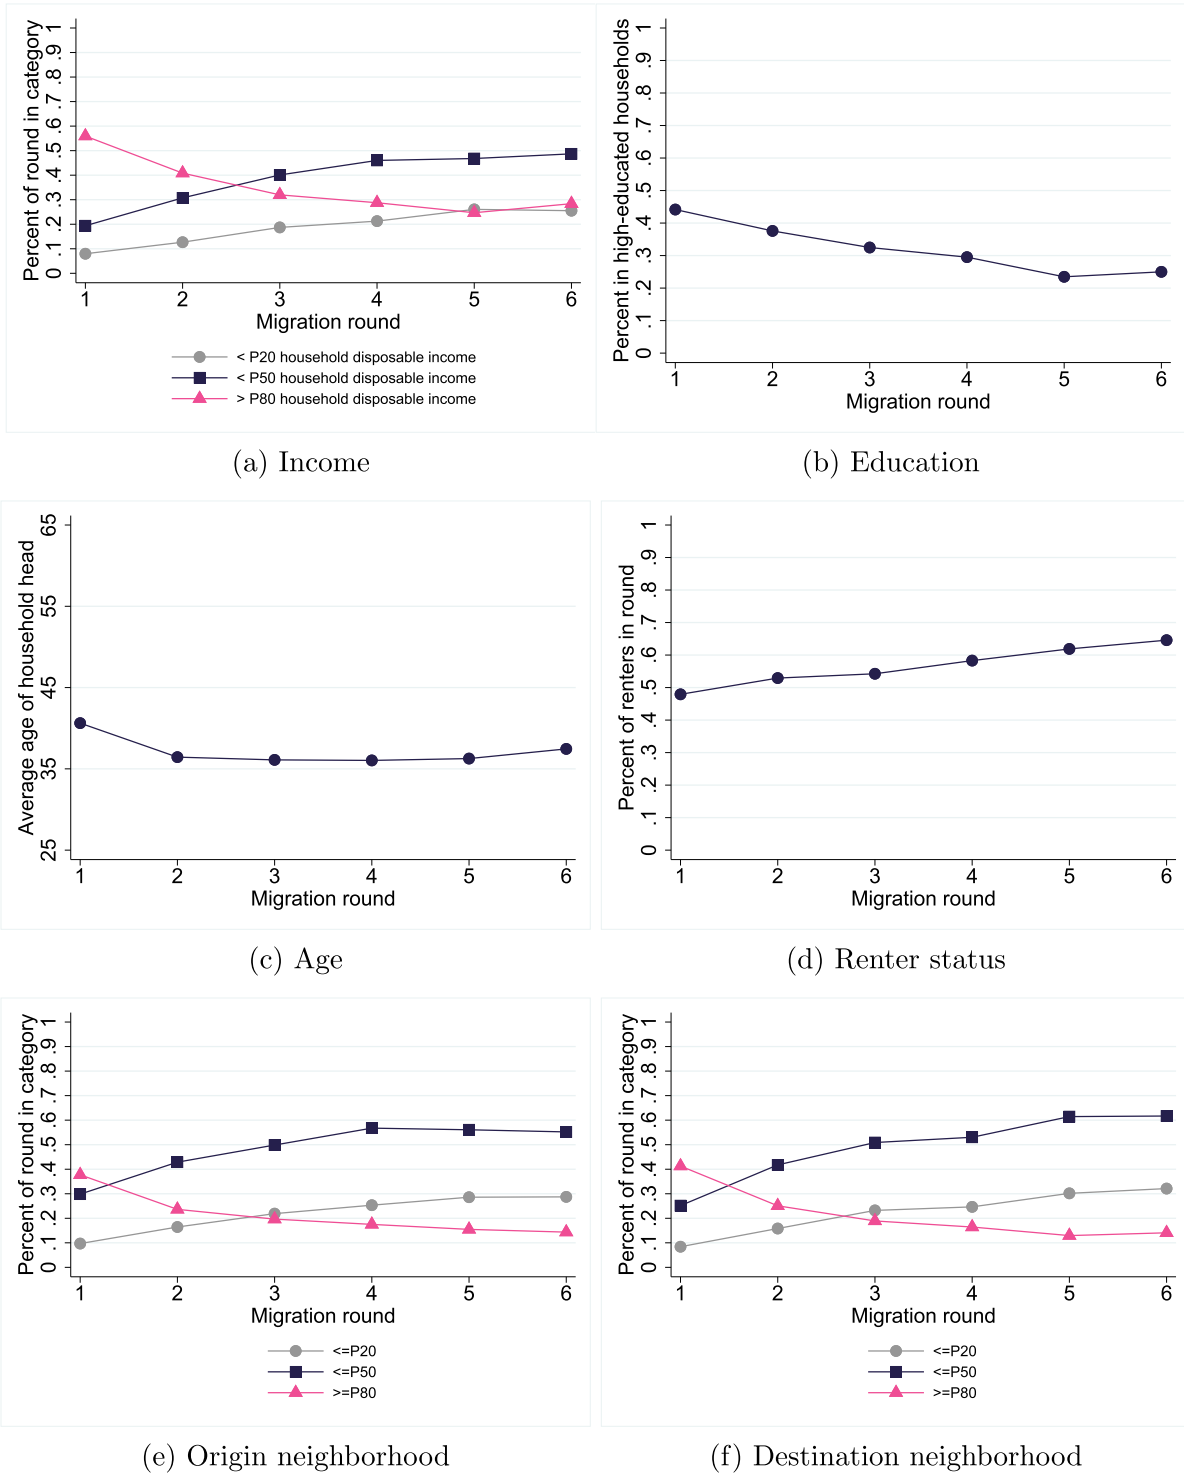 Percent of round in category
0 .1 .2 .3 .4 .5 .6 .7 .8 .9 1
1 2 3 4 5 6
Migration round
< P20 household disposable income
< P50 household disposable income
> P80 household disposable income
(a) Income
Percent in high-educated households
0 .1 .2 .3 .4 .5 .6 .7 .8 .9 1
1 2 3 4 5 6
Migration round
(b) Education
Average age of household head
25 35 45 55 65
1 2 3 4 5 6
Migration round
(c) Age
Percent of renters in round
0 .1 .2 .3 .4 .5 .6 .7 .8 .9 1
1 2 3 4 5 6
Migration round
(d) Renter status
Percent of round in category
0 .1 .2 .3 .4 .5 .6 .7 .8 .9 1
1 2 3 4 5 6
Migration round
<=P20
<=P50
>=P80
(e) Origin neighborhood
Percent of round in category
0 .1 .2 .3 .4 .5 .6 .7 .8 .9 1
1 2 3 4 5 6
Migration round
<=P20
<=P50
>=P80
(f) Destination neighborhood